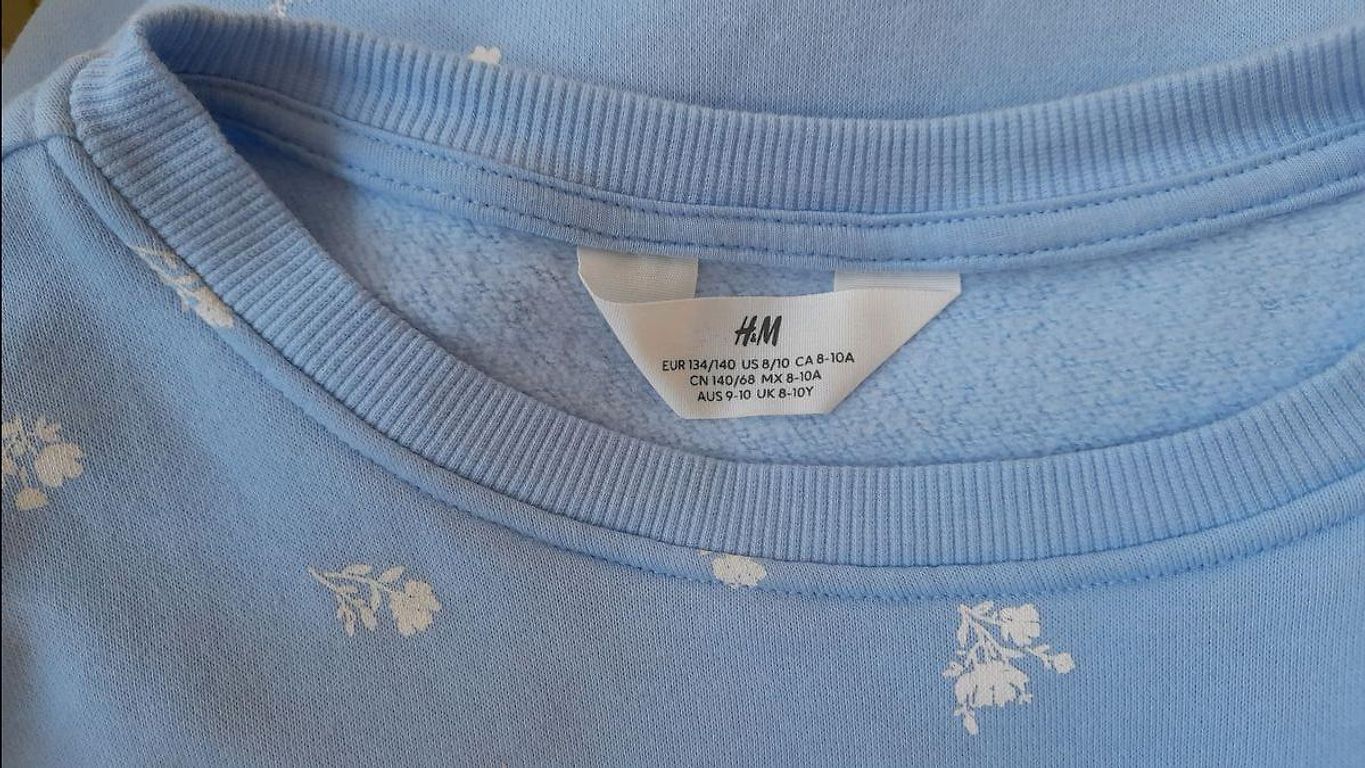 H&M
EUR 134/140 US 8/10 CA 8-10A
CN 140/68 MX 8-10A
AUS 9-10 UK 8-10Y